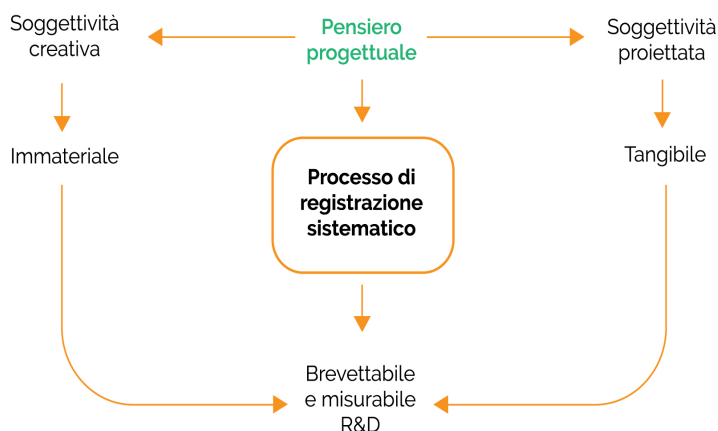 Soggettività
creativa
Pensiero
progettuale
Soggettività
proiettata
Immateriale
Processo di
registrazione
sistematico
Tangibile
Brevettabile
e misurabile
R&D